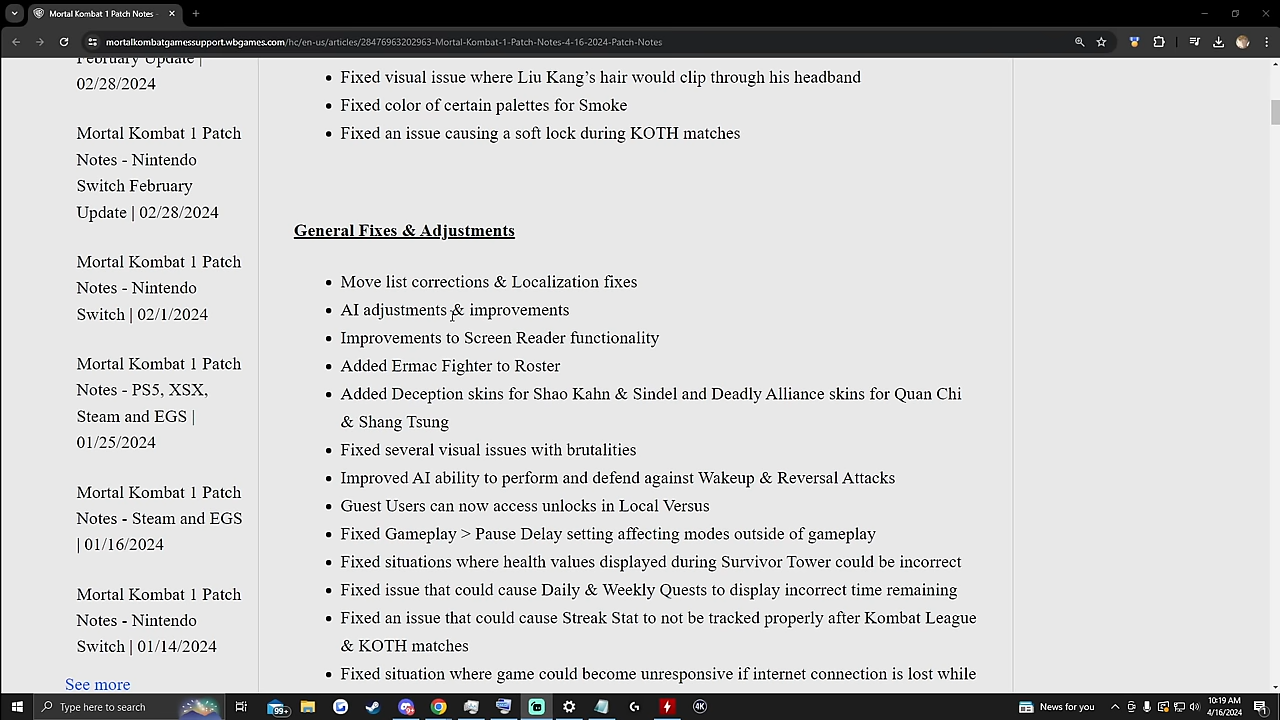 Mortal Kombat 1 Patch Notes -
mortalkombatgamessupport.wbgames.com/hc/en-us/articles/28476963202963-Mortal-Kombat-1-Patch-Notes-4-16-2024-Patch-Notes
February Update |
02/28/2024
Mortal Kombat 1 Patch
Notes - Nintendo
Switch February
Update | 02/28/2024
Mortal Kombat 1 Patch
Notes - Nintendo
Switch | 02/1/2024
Mortal Kombat 1 Patch
Notes - PS5, XSX,
Steam and EGS |
01/25/2024
Mortal Kombat 1 Patch
Notes - Steam and EGS
| 01/16/2024
Mortal Kombat 1 Patch
Notes - Nintendo
Switch | 01/14/2024
See more
Fixed visual issue where Liu Kang’s hair would clip through his headband
Fixed color of certain palettes for Smoke
Fixed an issue causing a soft lock during KOTH matches
General Fixes & Adjustments
Move list corrections & Localization fixes
AI adjustments & improvements
Improvements to Screen Reader functionality
Added Ermac Fighter to Roster
Added Deception skins for Shao Kahn & Sindel and Deadly Alliance skins for Quan Chi
& Shang Tsung
Fixed several visual issues with brutalities
Improved AI ability to perform and defend against Wakeup & Reversal Attacks
Guest Users can now access unlocks in Local Versus
Fixed Gameplay > Pause Delay setting affecting modes outside of gameplay
Fixed situations where health values displayed during Survivor Tower could be incorrect
Fixed issue that could cause Daily & Weekly Quests to display incorrect time remaining
Fixed an issue that could cause Streak Stat to not be tracked properly after Kombat League
& KOTH matches
Fixed situation where game could become unresponsive if internet connection is lost while
Type here to search
99+
4K
News for you
10:19 AM
4/16/2024